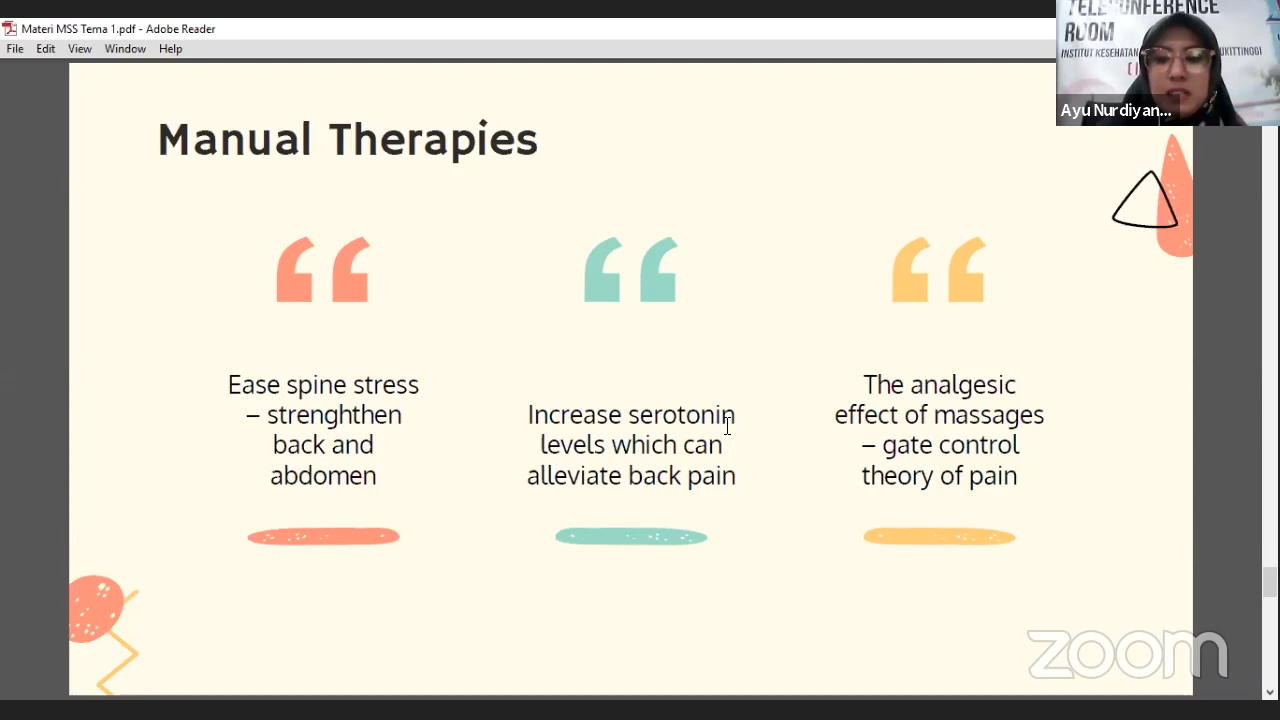 Materi MSS Tema 1.pdf - Adobe Reader
File Edit View Window Help
TELECONFERENCE
ROOM
INSTITUT KESEHATAN
UKITTINGGI
Ayu Nurdiyan...
Manual Therapies
Ease spine stress
– strenghthen
back and
abdomen
Increase serotonin
levels which can
alleviate back pain
The analgesic
effect of massages
– gate control
theory of pain
zoom